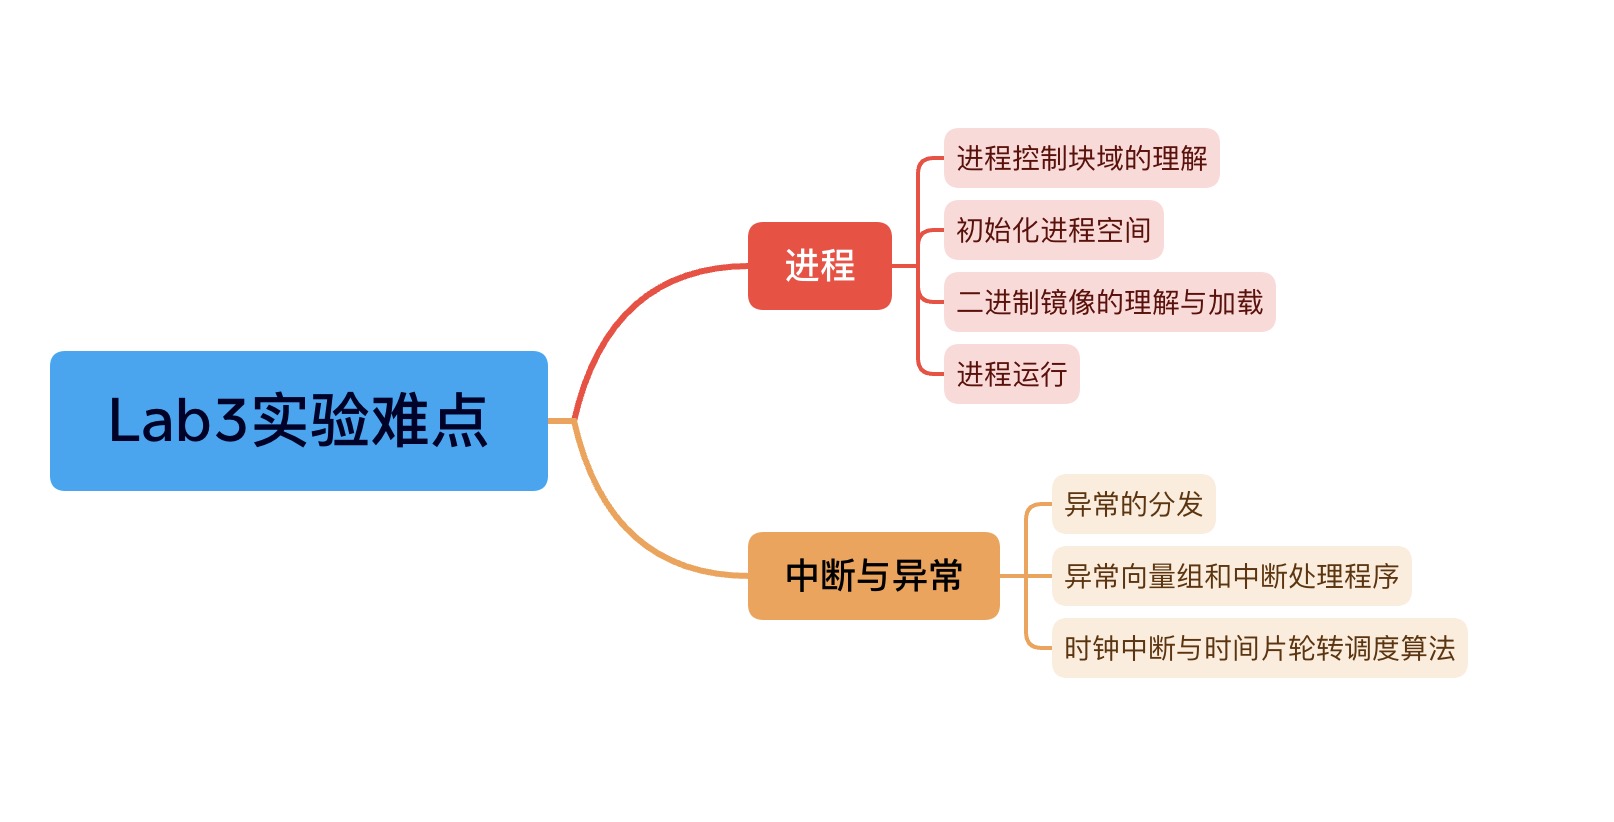 Lab3实验难点
进程
进程控制块域的理解
初始化进程空间
二进制镜像的理解与加载
进程运行
中断与异常
异常的分发
异常向量组和中断处理程序
时钟中断与时间片轮转调度算法